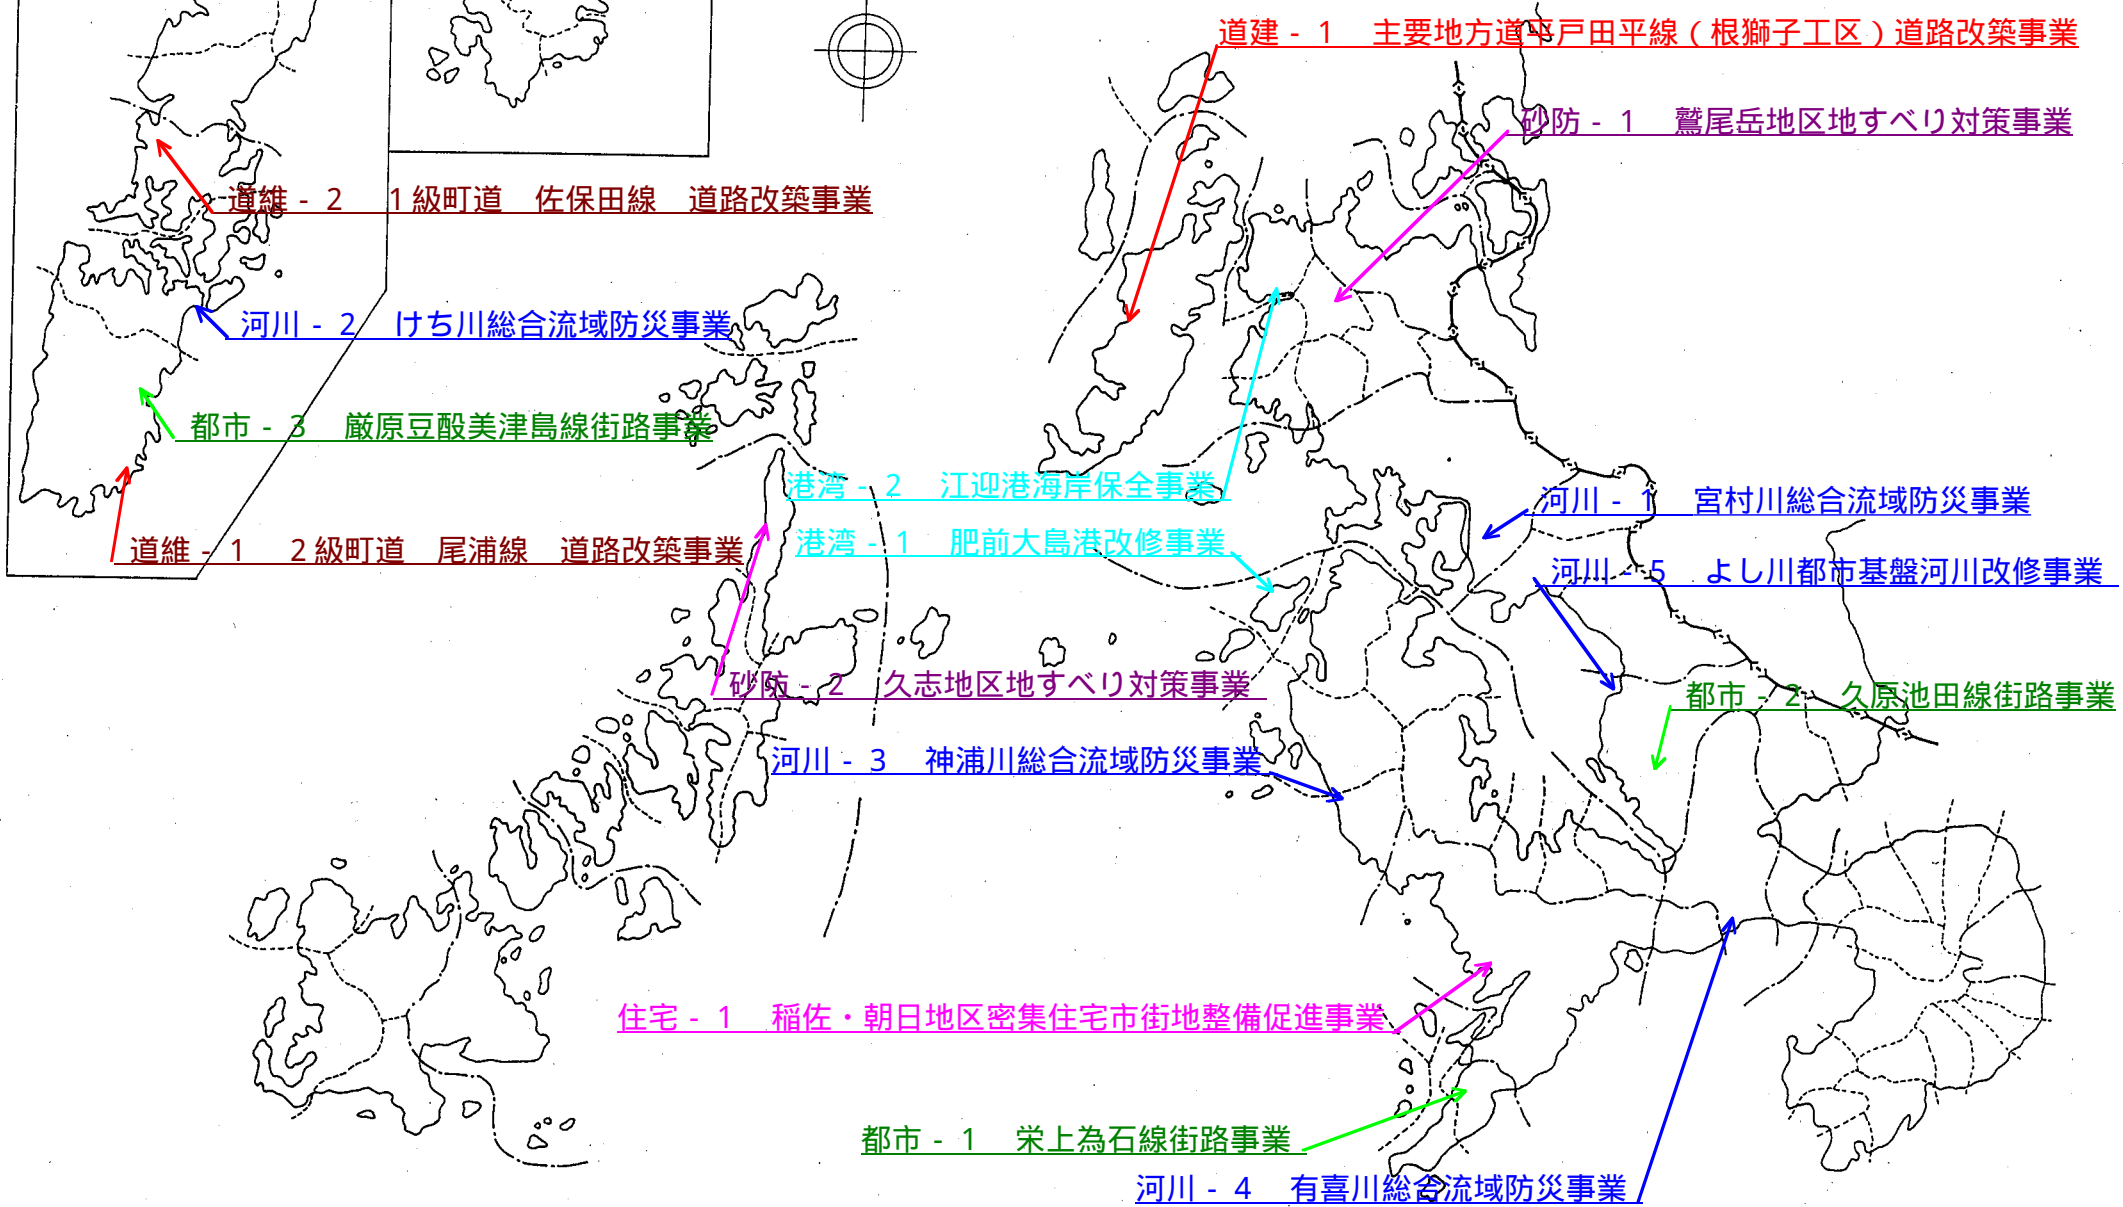 道建 - 1　主要地方道平戸田平線（根獅子工区）道路改築事業
砂防 - 1　鷲尾岳地区地すべり対策事業
道維 - 2　1級町道　佐保田線　道路改築事業
河川 - 2　けち川総合流域防災事業
都市 - 3　厳原豆酘美津島線街路事業
港湾 - 2　江迎港海岸保全事業
河川 - 1　宮村川総合流域防災事業
道維 - 1　2級町道　尾浦線　道路改築事業
港湾 - 1　肥前大島港改修事業
河川 - 5　よし川都市基盤河川改修事業
砂防 - 2　久志地区地すべり対策事業
都市 - 2　久原池田線街路事業
河川 - 3　神浦川総合流域防災事業
住宅 - 1　稲佐・朝日地区密集住宅市街地整備促進事業
都市 - 1　栄上為石線街路事業
河川 - 4　有喜川総合流域防災事業